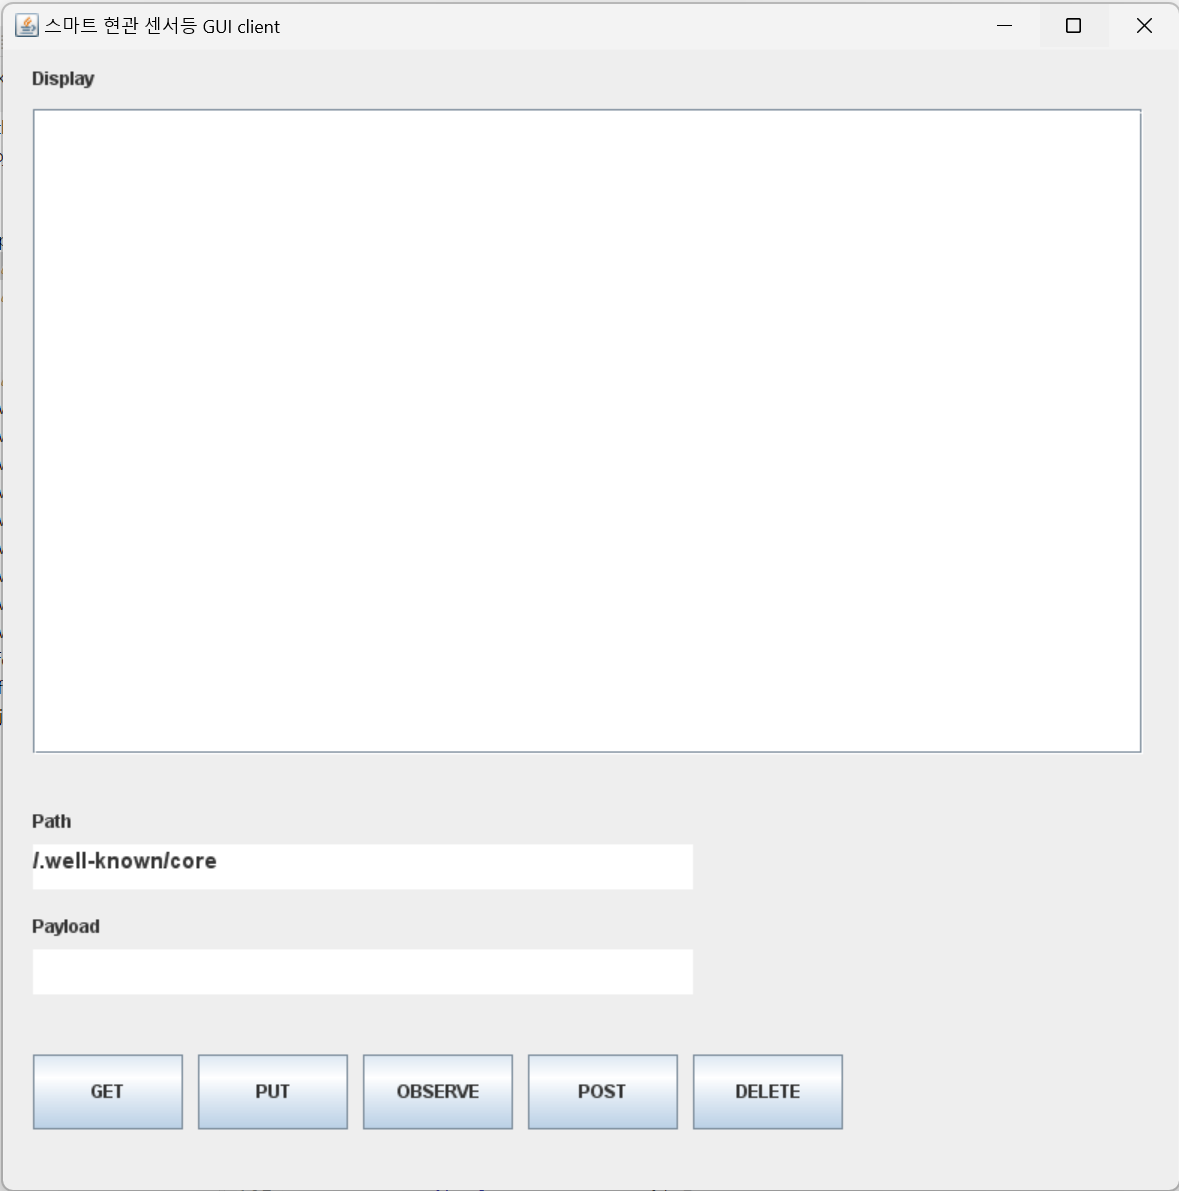 스마트 현관 센서등 GUI client
Display
Path
/.well-known/core
Payload
GET PUT OBSERVE POST DELETE